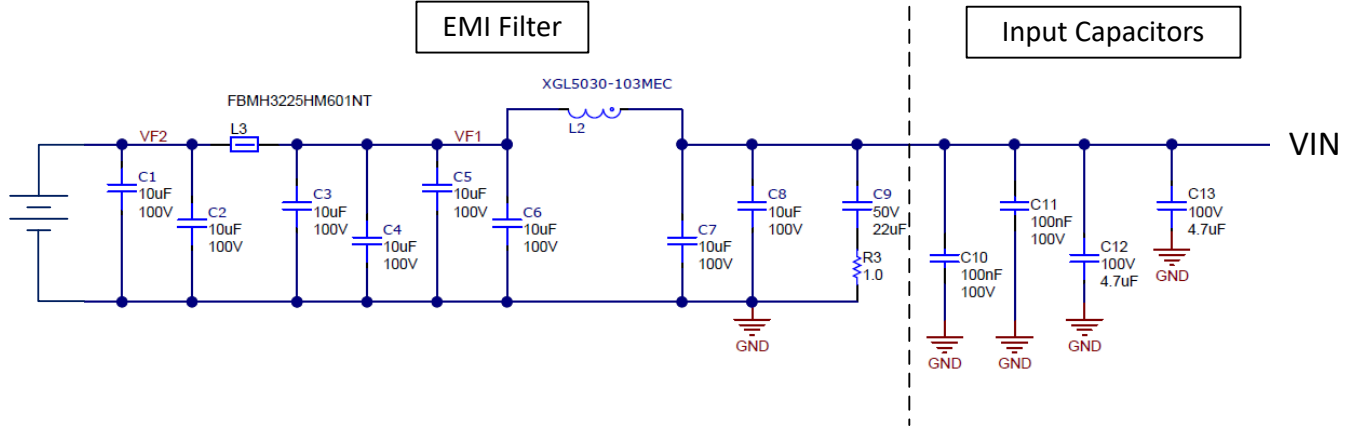 EMI Filter
Input Capacitors
XGL5030-103MEC
FBMH3225HM601NT
L3
L2
VF2
VF1
VIN
C1
10uF
100V
C2
10uF
100V
C3
10uF
100V
C4
10uF
100V
C5
10uF
100V
C6
10uF
100V
C7
10uF
100V
C8
10uF
100V
C9
50V
22uF
R3
1.0
GND
C10
100nF
100V
GND
C11
100nF
100V
GND
C12
100V
4.7uF
GND
C13
100V
4.7uF
GND